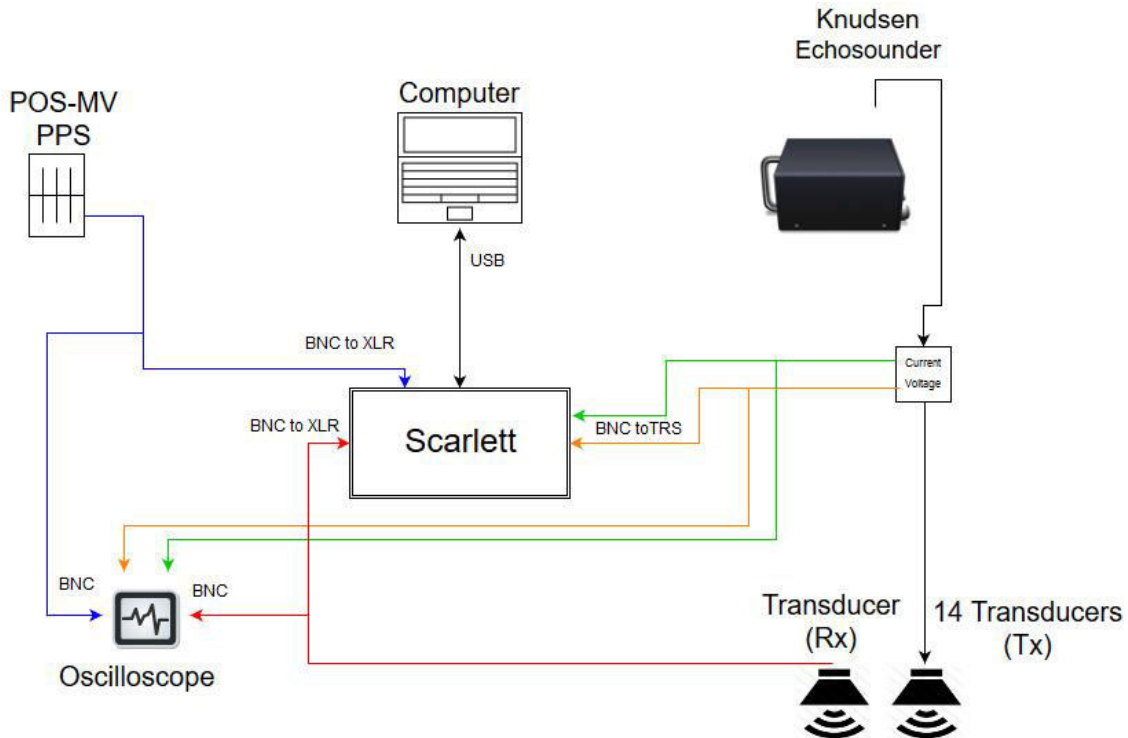 Knudsen
Echosounder
POS-MV
PPS
Computer
USB
BNC to XLR
Current
Voltage
BNC to XLR
Scarlett
BNC toTRS
BNC
BNC
Oscilloscope
Transducer
(Rx)
14 Transducers
(Tx)